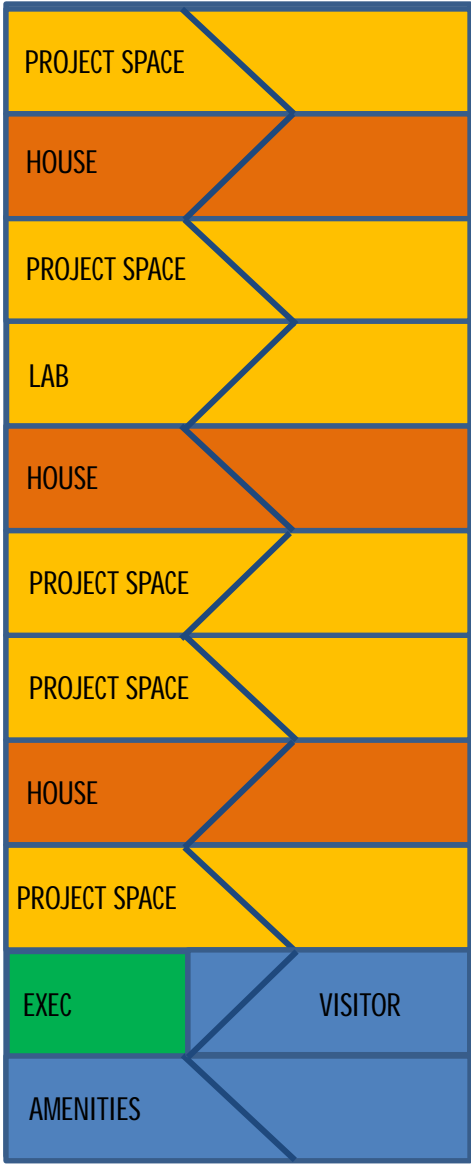 PROJECT SPACE
HOUSE
PROJECT SPACE
LAB
HOUSE
PROJECT SPACE
PROJECT SPACE
HOUSE
PROJECT SPACE
EXEC VISITOR
AMENITIES